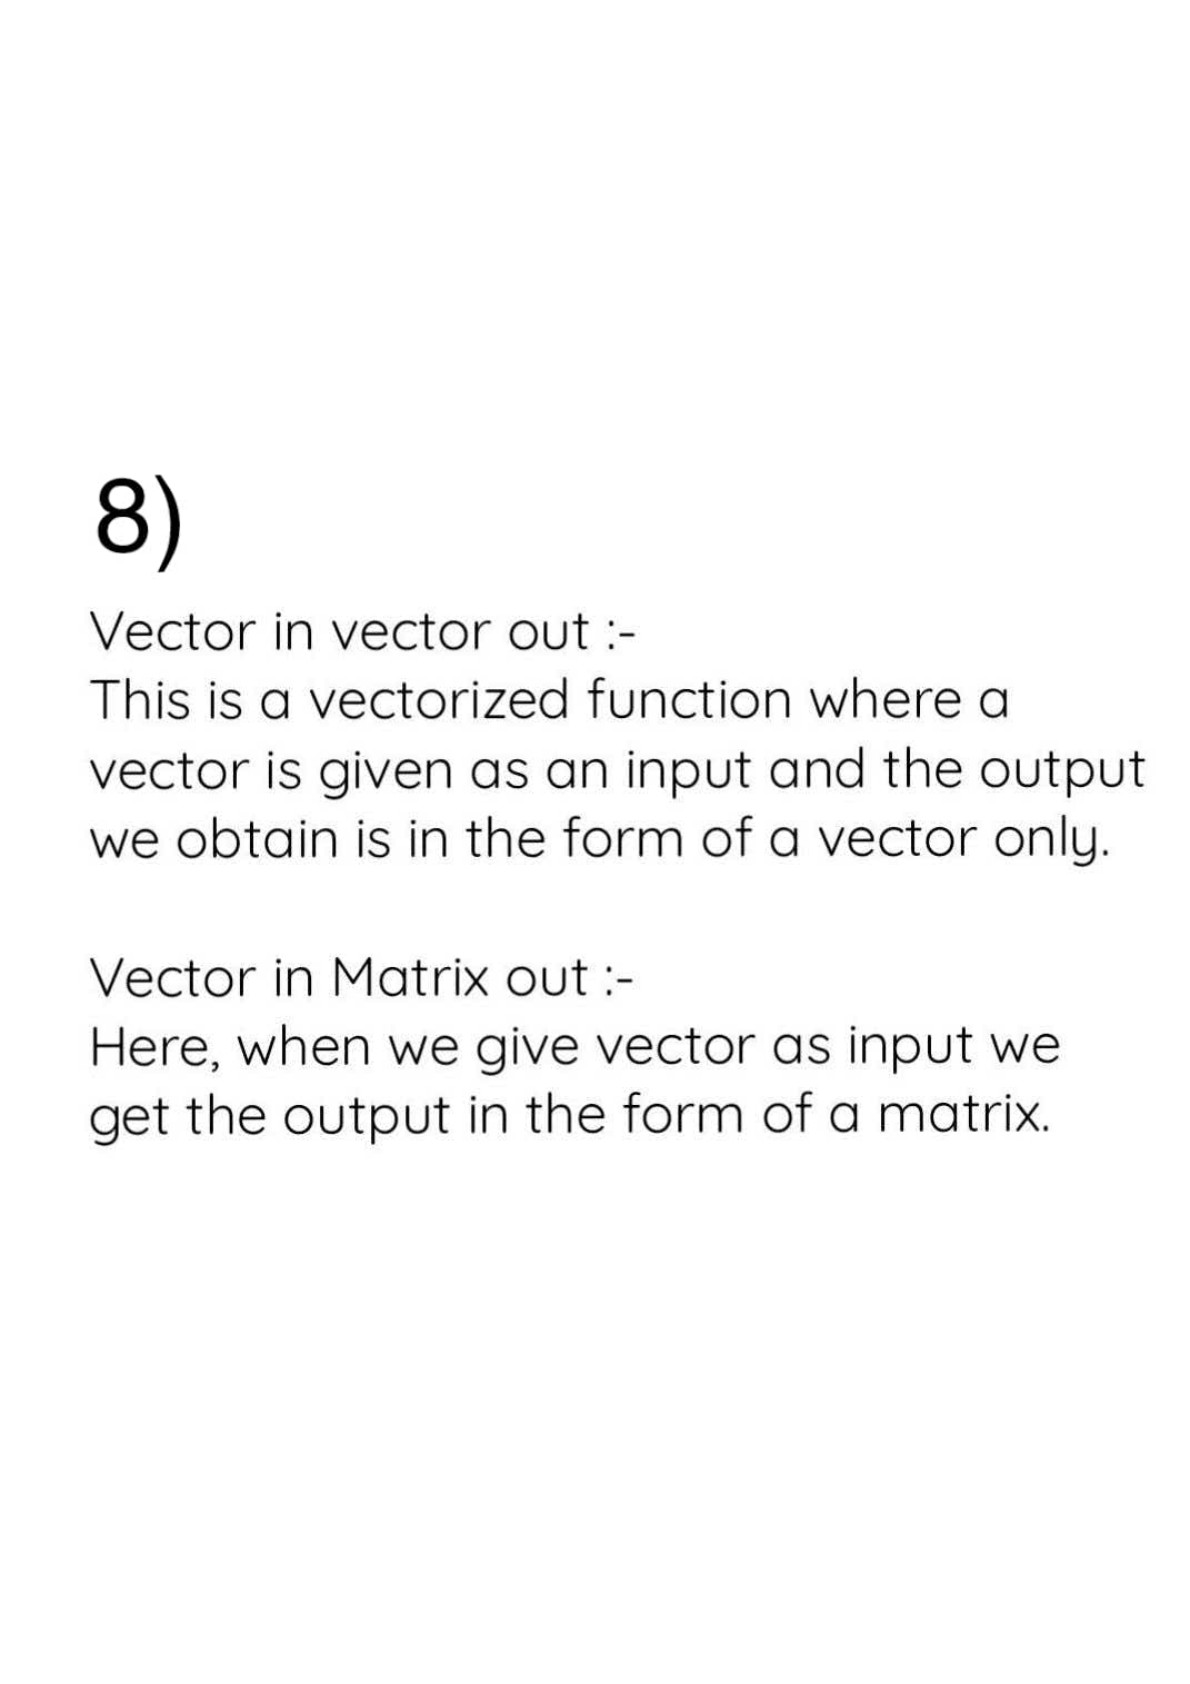 8)
Vector in vector out :-
This is a vectorized function where a
vector is given as an input and the output
we obtain is in the form of a vector only.
Vector in Matrix out :-
Here, when we give vector as input we
get the output in the form of a matrix.